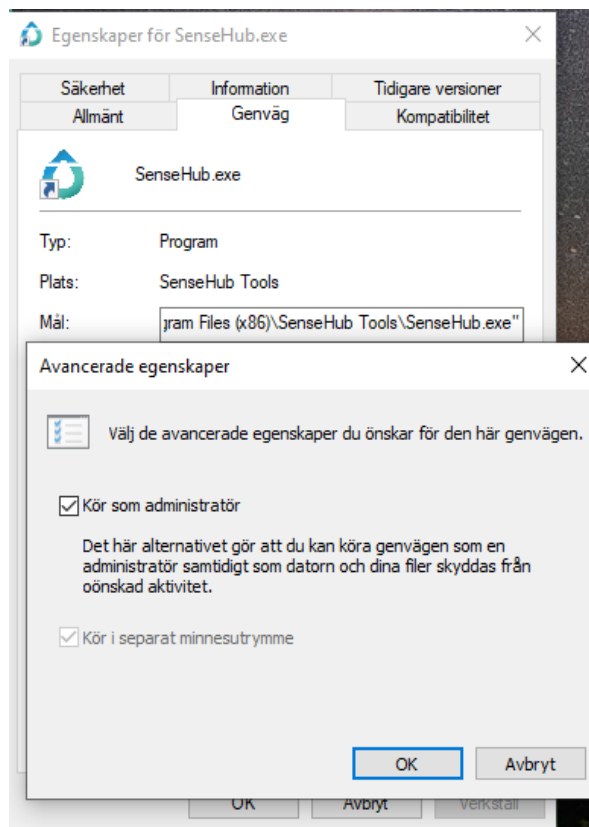 Egenskaper för SenseHub.exe
Säkerhet Information Tidigare versioner
Allmänt Genväg Kompatibilitet
SenseHub.exe
Typ: Program
Plats: SenseHub Tools
Mål: gram Files (x86)\SenseHub Tools\SenseHub.exe"
Avancerade egenskaper
Välj de avancerade egenskaper du önskar för den här genvägen.
Kör som administratör
Det här alternativet gör att du kan köra genvägen som en
administratör samtidigt som datorn och dina filer skyddas från
oönskad aktivitet.
Kör i separat minnesutrymme
OK Avbryt
OK Avbryt Verkställ